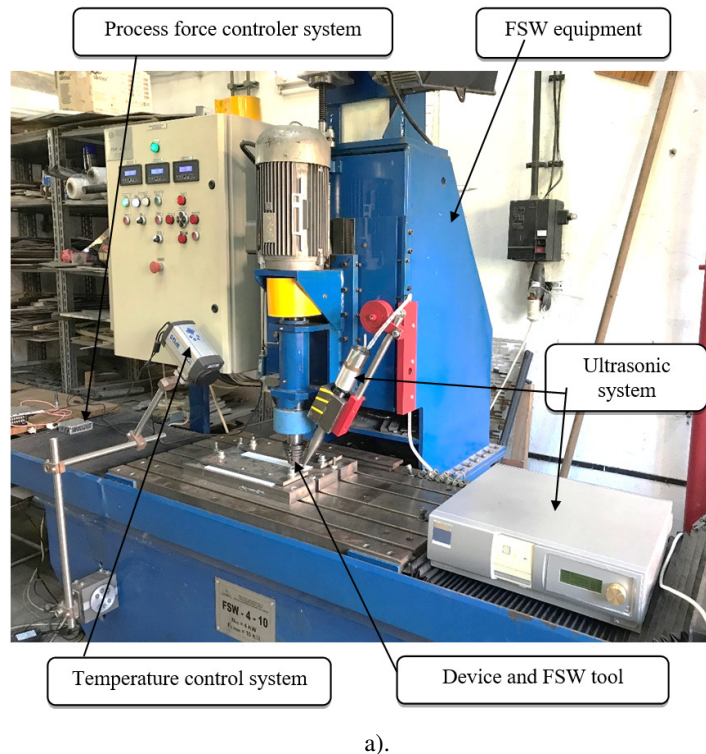 Process force controler system
FSW equipment
Ultrasonic
system
FSW - 4 - 10
Temperature control system
Device and FSW tool
a).